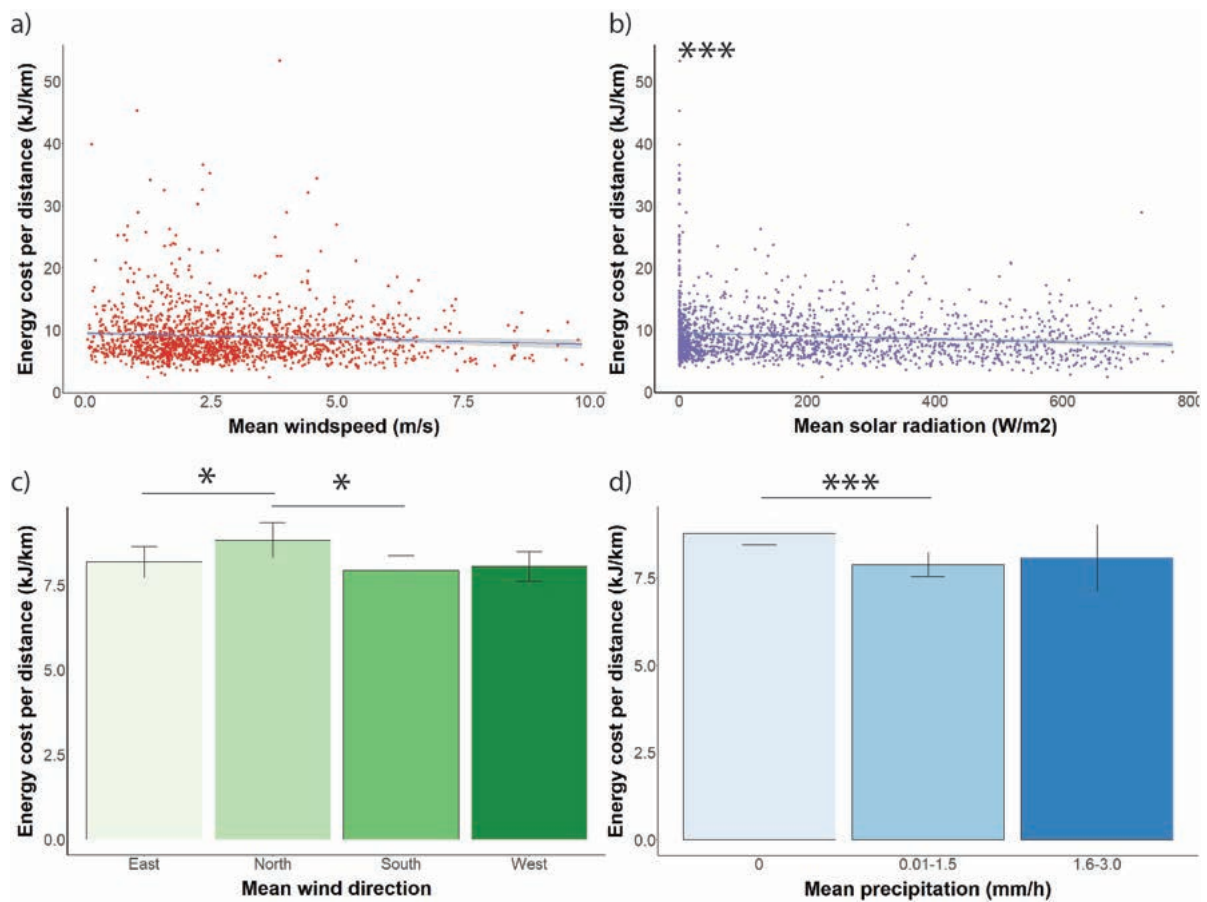 a)
Energy cost per distance (kJ/km)
50
40
30
20
10
0
0.0 2.5 5.0 7.5 10.0
Mean windspeed (m/s)
b)
***
Energy cost per distance (kJ/km)
50
40
30
20
10
0
0 200 400 600 800
Mean solar radiation (W/m2)
c)
* *
Energy cost per distance (kJ/km)
7.5
5.0
2.5
0.0
East North South West
Mean wind direction
d)
***
Energy cost per distance (kJ/km)
7.5
5.0
2.5
0.0
0 0.01-1.5 1.6-3.0
Mean precipitation (mm/h)